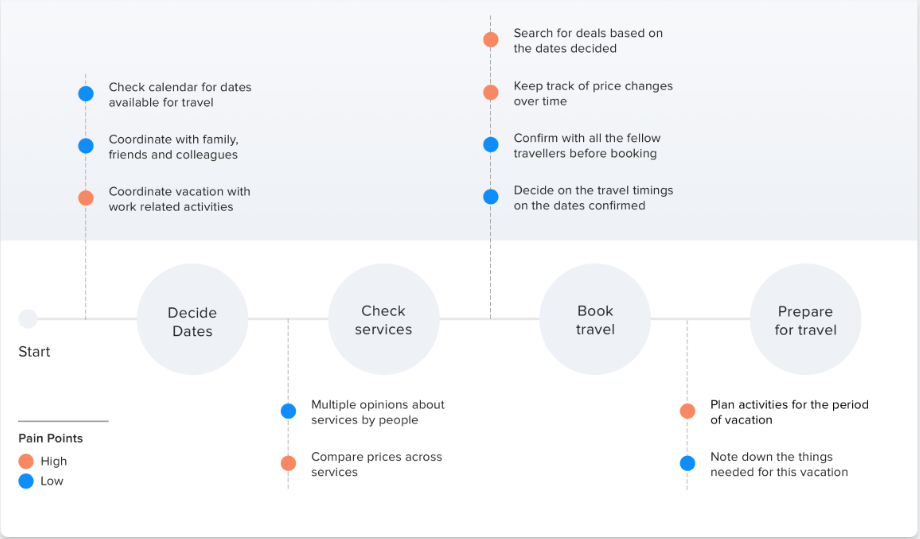 Search for deals based on
the dates decided
Check calendar for dates
available for travel
Keep track of price changes
over time
Coordinate with family,
friends and colleagues
Confirm with all the fellow
travellers before booking
Coordinate vacation with
work related activities
Decide on the travel timings
on the dates confirmed
Start
Decide
Dates
Check
services
Book
travel
Prepare
for travel
Multiple opinions about
services by people
Compare prices across
services
Plan activities for the period
of vacation
Note down the things
needed for this vacation
Pain Points
High
Low